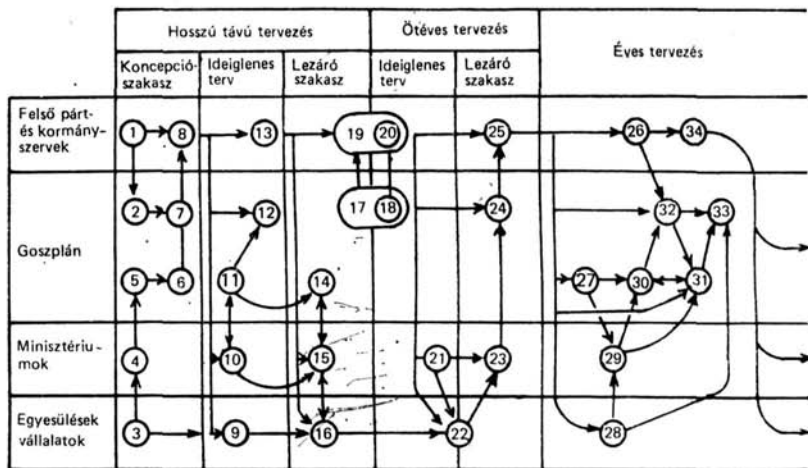 Hosszú távú tervezés
Ötéves tervezés
Éves tervezés
Koncepció-
szakasz
Ideiglenes
terv
Lezáró
szakasz
Ideiglenes
terv
Lezáró
szakasz
Felső párt-
és kormány-
szervek
1 8 13 19 20 25 26 34
Goszplán
2 7 12 17 18 24 32 33
5 6 11 14 27 30 31
Minisztériu-
mok
4 10 15 21 23 29
Egyesülések
vállalatok
3 9 16 22 28